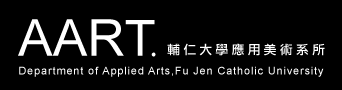 AART. 輔仁大學應用美術系所
Department of Applied Arts,Fu Jen Catholic University